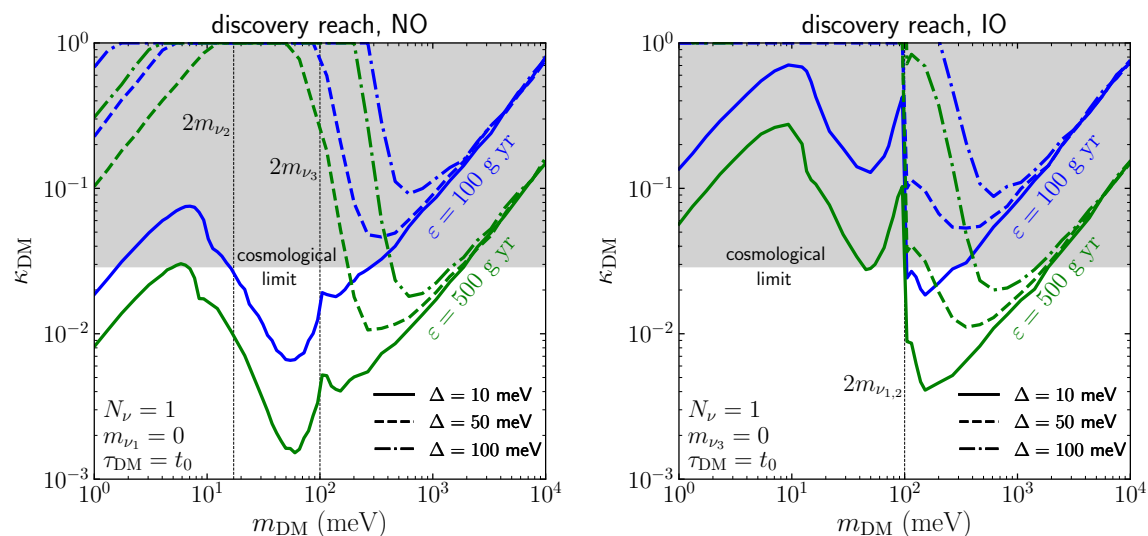 discovery reach, NO
κ_DM
10^0
10^−1
10^−2
10^−3
2m_ν2
2m_ν3
ε = 100 g yr
cosmological
limit
ε = 500 g yr
N_ν = 1
m_ν1 = 0
τ_DM = t_0
Δ = 10 meV
Δ = 50 meV
Δ = 100 meV
10^0 10^1 10^2 10^3 10^4
m_DM (meV)
discovery reach, IO
κ_DM
10^0
10^−1
10^−2
10^−3
ε = 100 g yr
cosmological
limit
ε = 500 g yr
2m_ν1,2
N_ν = 1
m_ν3 = 0
τ_DM = t_0
Δ = 10 meV
Δ = 50 meV
Δ = 100 meV
10^0 10^1 10^2 10^3 10^4
m_DM (meV)